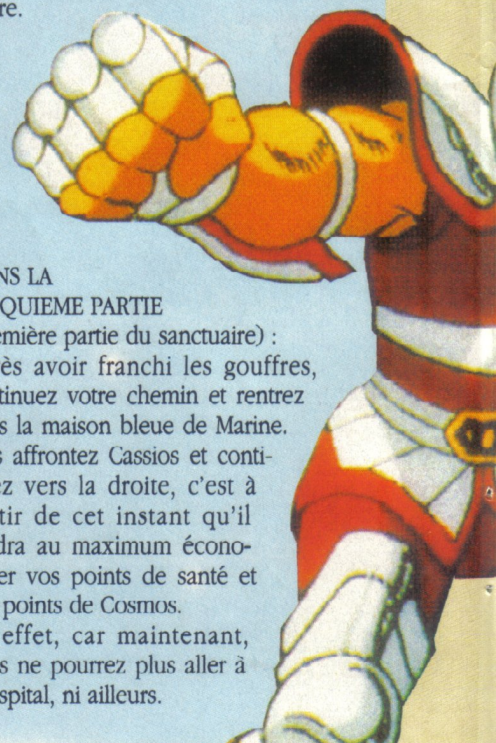 re.
NS LA
QUIEME PARTIE
emière partie du sanctuaire) :
ès avoir franchi les gouffres,
tinuez votre chemin et rentrez
s la maison bleue de Marine.
s affrontez Cassios et conti-
ez vers la droite, c'est à
tir de cet instant qu'il
dra au maximum écono-
er vos points de santé et
points de Cosmos.
effet, car maintenant,
s ne pourrez plus aller à
spital, ni ailleurs.